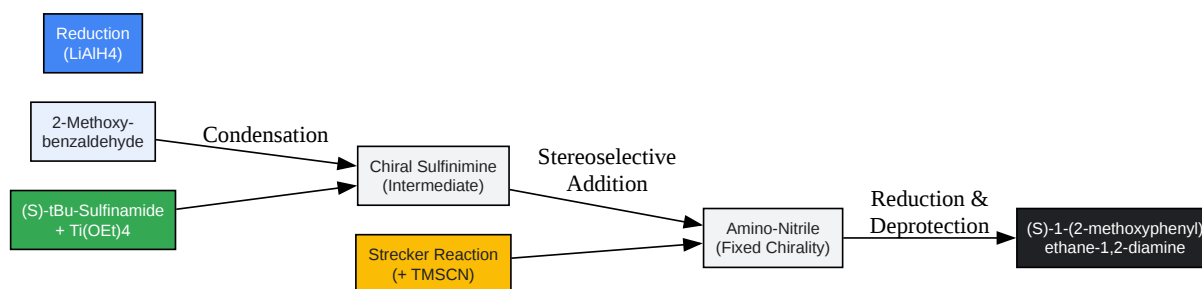 Reduction
(LiAlH4)
2-Methoxy-
benzaldehyde
Condensation
(S)-tBu-Sulfinamide
+ Ti(OEt)4
Chiral Sulfinimine
(Intermediate)
Stereoselective
Addition
Strecker Reaction
(+ TMSCN)
Amino-Nitrile
(Fixed Chirality)
Reduction &
Deprotection
(S)-1-(2-methoxyphenyl)
ethane-1,2-diamine